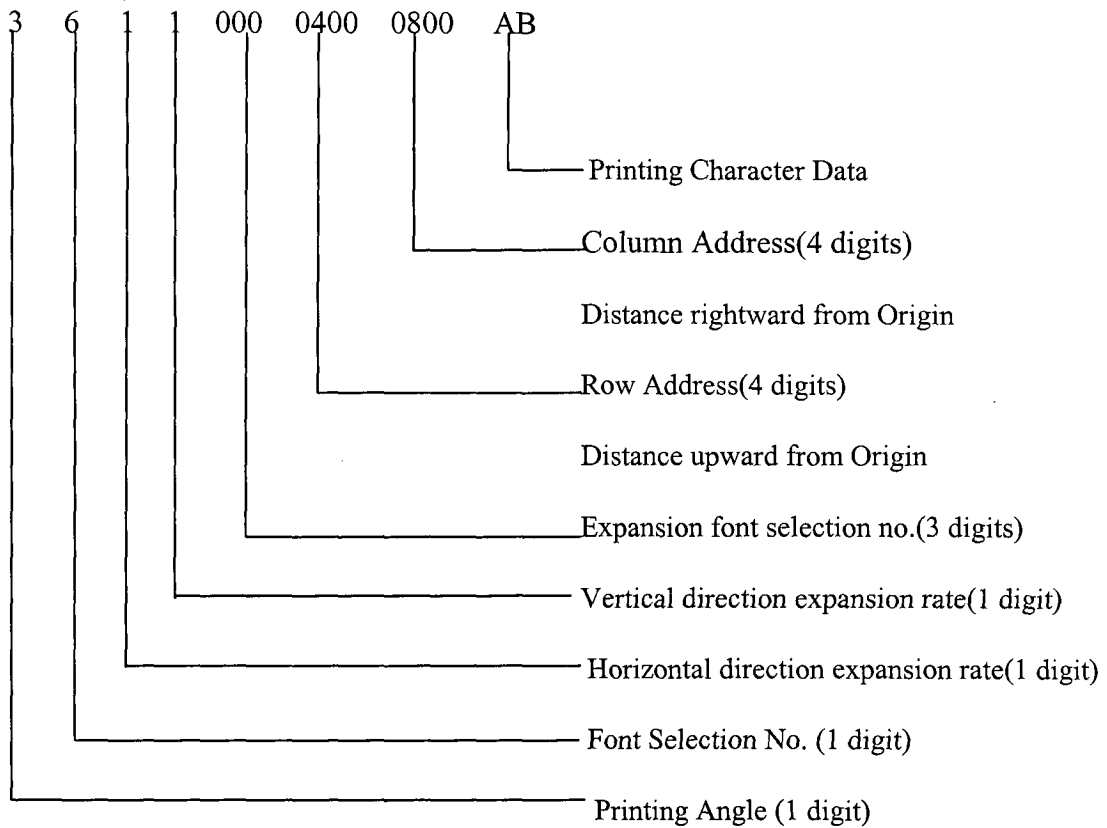 3 6 1 1 000 0400 0800 AB
Printing Character Data
Column Address(4 digits)
Distance rightward from Origin
Row Address(4 digits)
Distance upward from Origin
Expansion font selection no.(3 digits)
Vertical direction expansion rate(1 digit)
Horizontal direction expansion rate(1 digit)
Font Selection No. (1 digit)
Printing Angle (1 digit)